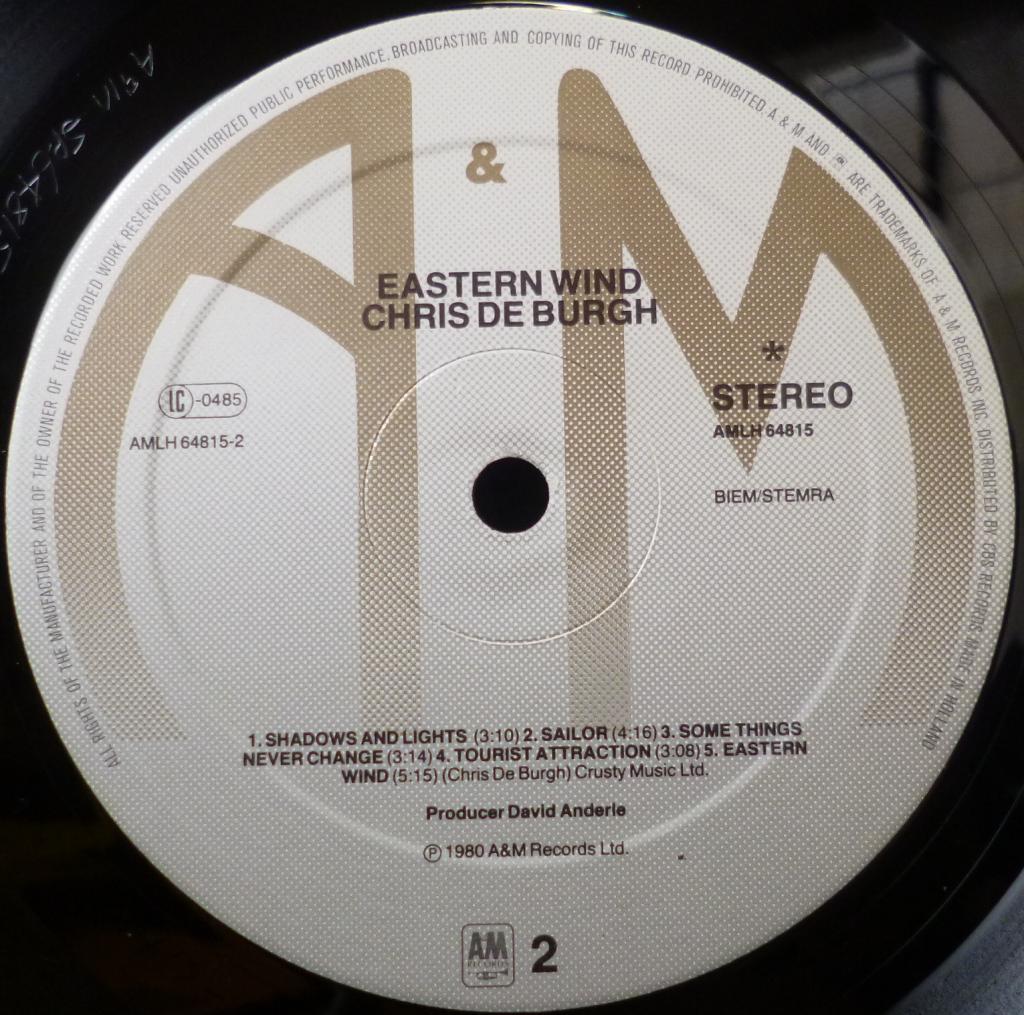 ALL RIGHTS OF THE MANUFACTURER AND OF THE OWNER OF THE RECORDED WORK RESERVED UNAUTHORIZED PUBLIC PERFORMANCE. BROADCASTING AND COPYING OF THIS RECORD PROHIBITED. A & M AND ARE TRADEMARKS OF A & M RECORDS INC. DISTRIBUTED BY CBS RECORDS MADE IN HOLLAND
A & M
EASTERN WIND
CHRIS DE BURGH
*
STEREO
AMLH 64815
BIEM/STEMRA
LC-0485
AMLH 64815-2
1. SHADOWS AND LIGHTS (3:10) 2. SAILOR (4:16) 3. SOME THINGS
NEVER CHANGE (3:14) 4. TOURIST ATTRACTION (3:08) 5. EASTERN
WIND (5:15) (Chris De Burgh) Crusty Music Ltd.
Producer David Anderle
℗ 1980 A&M Records Ltd.
AM
RECORDS
2